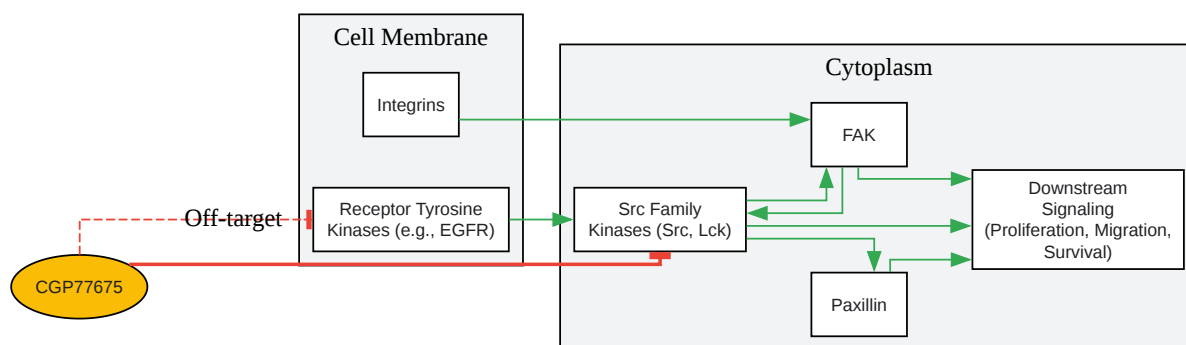 Cell Membrane
Cytoplasm
Integrins
FAK
Off-target
Receptor Tyrosine
Kinases (e.g., EGFR)
Src Family
Kinases (Src, Lck)
Downstream
Signaling
(Proliferation, Migration,
Survival)
CGP77675
Paxillin